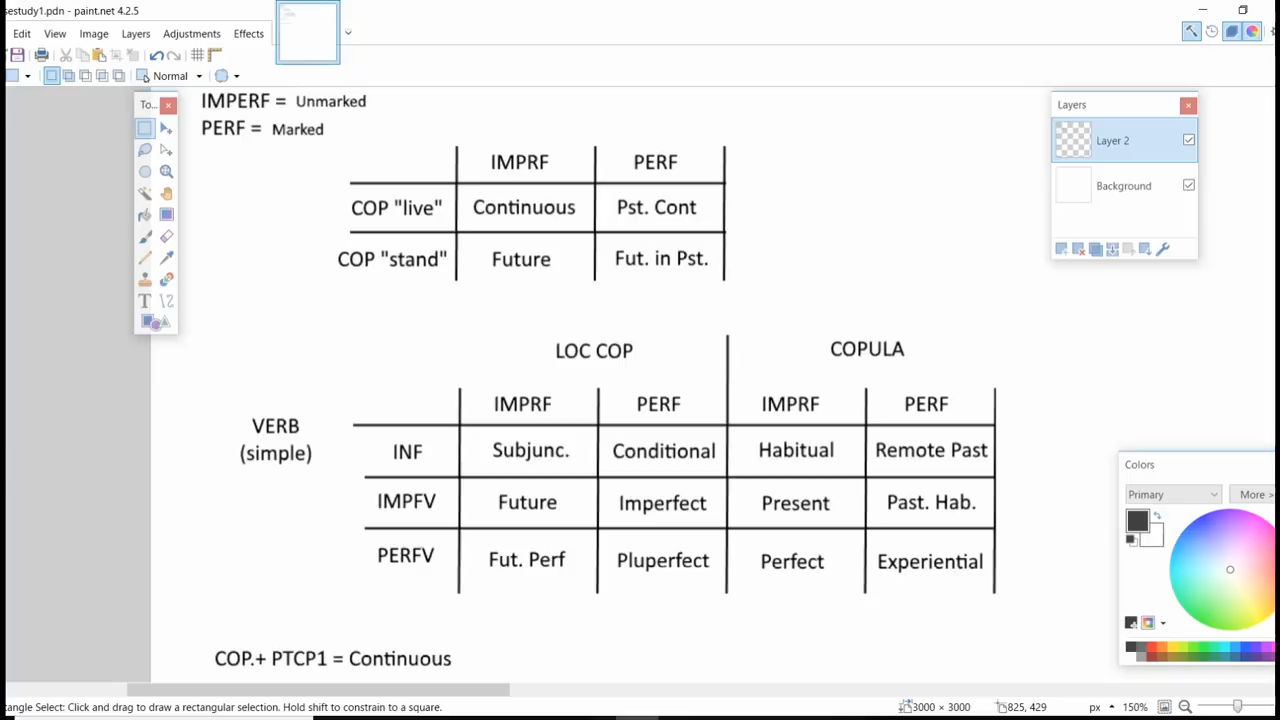 sestudy1.pdn - paint.net 4.2.5
Edit View Image Layers Adjustments Effects
Normal
To...
IMPERF = Unmarked
PERF = Marked
IMPRF PERF
COP "live" Continuous Pst. Cont
COP "stand" Future Fut. in Pst.
Layers
Layer 2
Background
LOC COP COPULA
IMPRF PERF IMPRF PERF
VERB
(simple)
INF Subjunc. Conditional Habitual Remote Past
IMPFV Future Imperfect Present Past. Hab.
PERFV Fut. Perf Pluperfect Perfect Experiential
COP.+ PTCP1 = Continuous
Colors
Primary More >
tangle Select: Click and drag to draw a rectangular selection. Hold shift to constrain to a square. 3000 × 3000 825, 429 px 150%